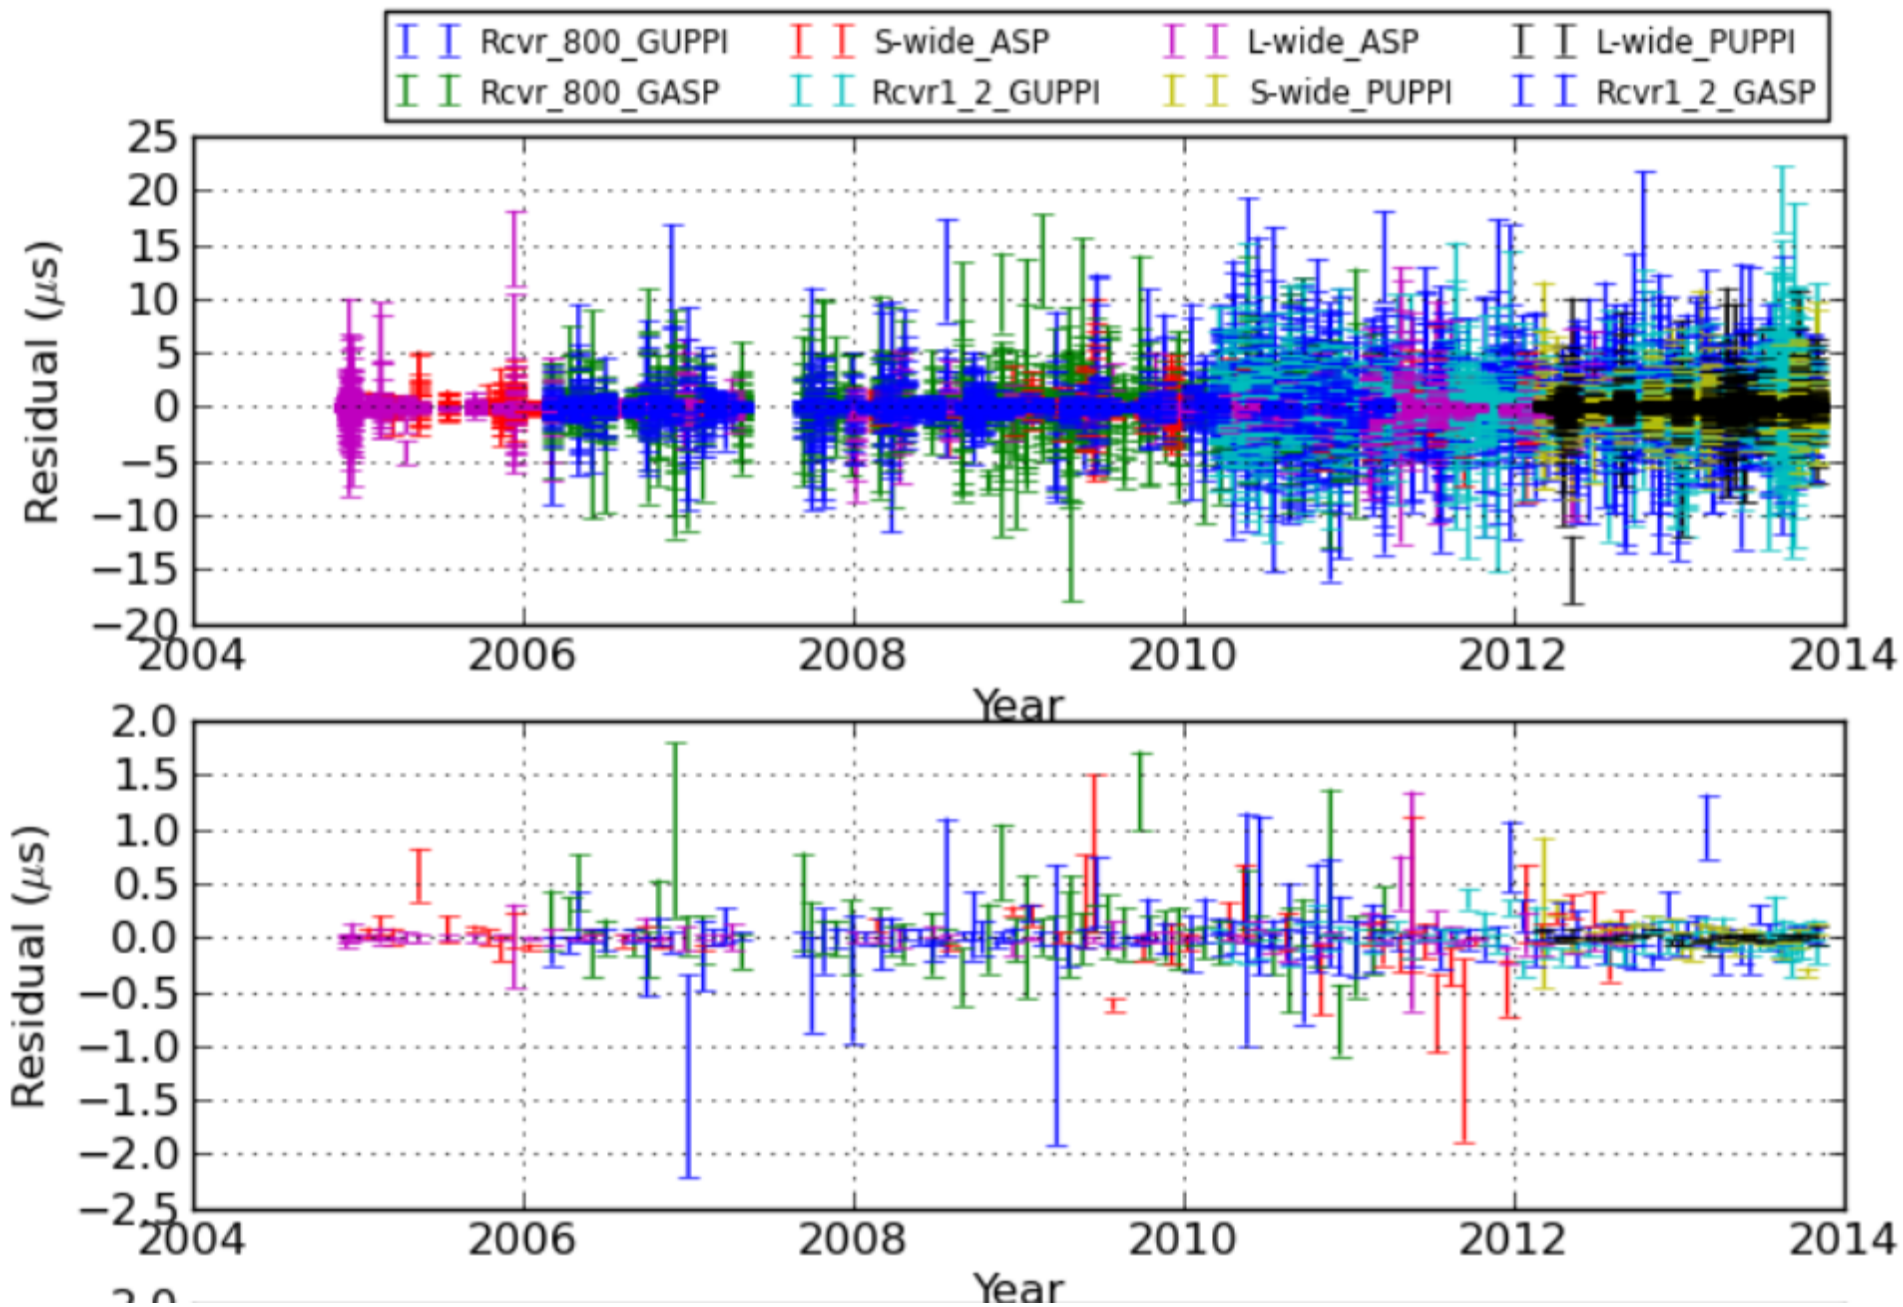 Rcvr_800_GUPPI S-wide_ASP L-wide_ASP L-wide_PUPPI
Rcvr_800_GASP Rcvr1_2_GUPPI S-wide_PUPPI Rcvr1_2_GASP
25
20
15
10
5
0
−5
−10
−15
−20
Residual (μs)
2004 2006 2008 2010 2012 2014
Year
2.0
1.5
1.0
0.5
0.0
−0.5
−1.0
−1.5
−2.0
−2.5
Residual (μs)
2004 2006 2008 2010 2012 2014
Year
2.0